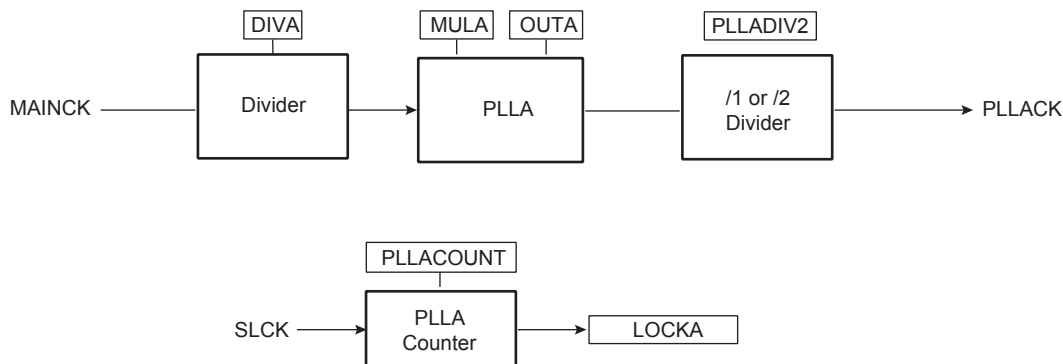 DIVA
MULA
OUTA
PLLADIV2
MAINCK
Divider
PLLA
/1 or /2
Divider
PLLACK
PLLACOUNT
SLCK
PLLA
Counter
LOCKA